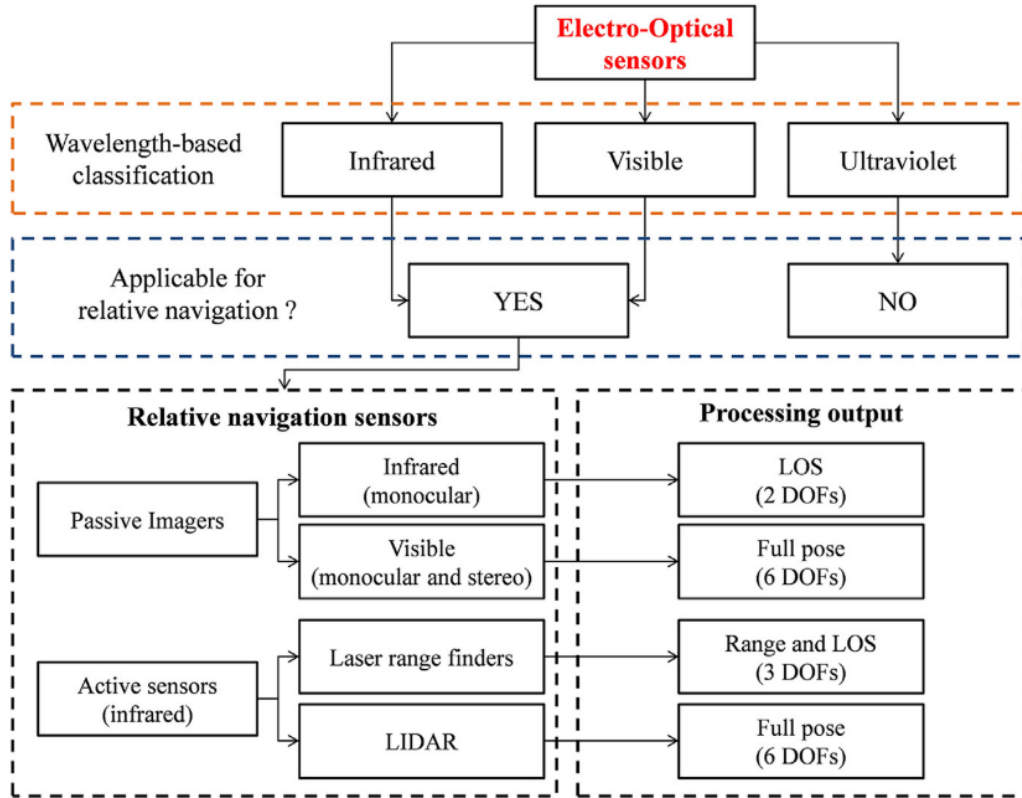 Electro-Optical
sensors
Wavelength-based
classification
Infrared
Visible
Ultraviolet
Applicable for
relative navigation ?
YES
NO
Relative navigation sensors
Processing output
Passive Imagers
Infrared
(monocular)
LOS
(2 DOFs)
Visible
(monocular and stereo)
Full pose
(6 DOFs)
Active sensors
(infrared)
Laser range finders
Range and LOS
(3 DOFs)
LIDAR
Full pose
(6 DOFs)